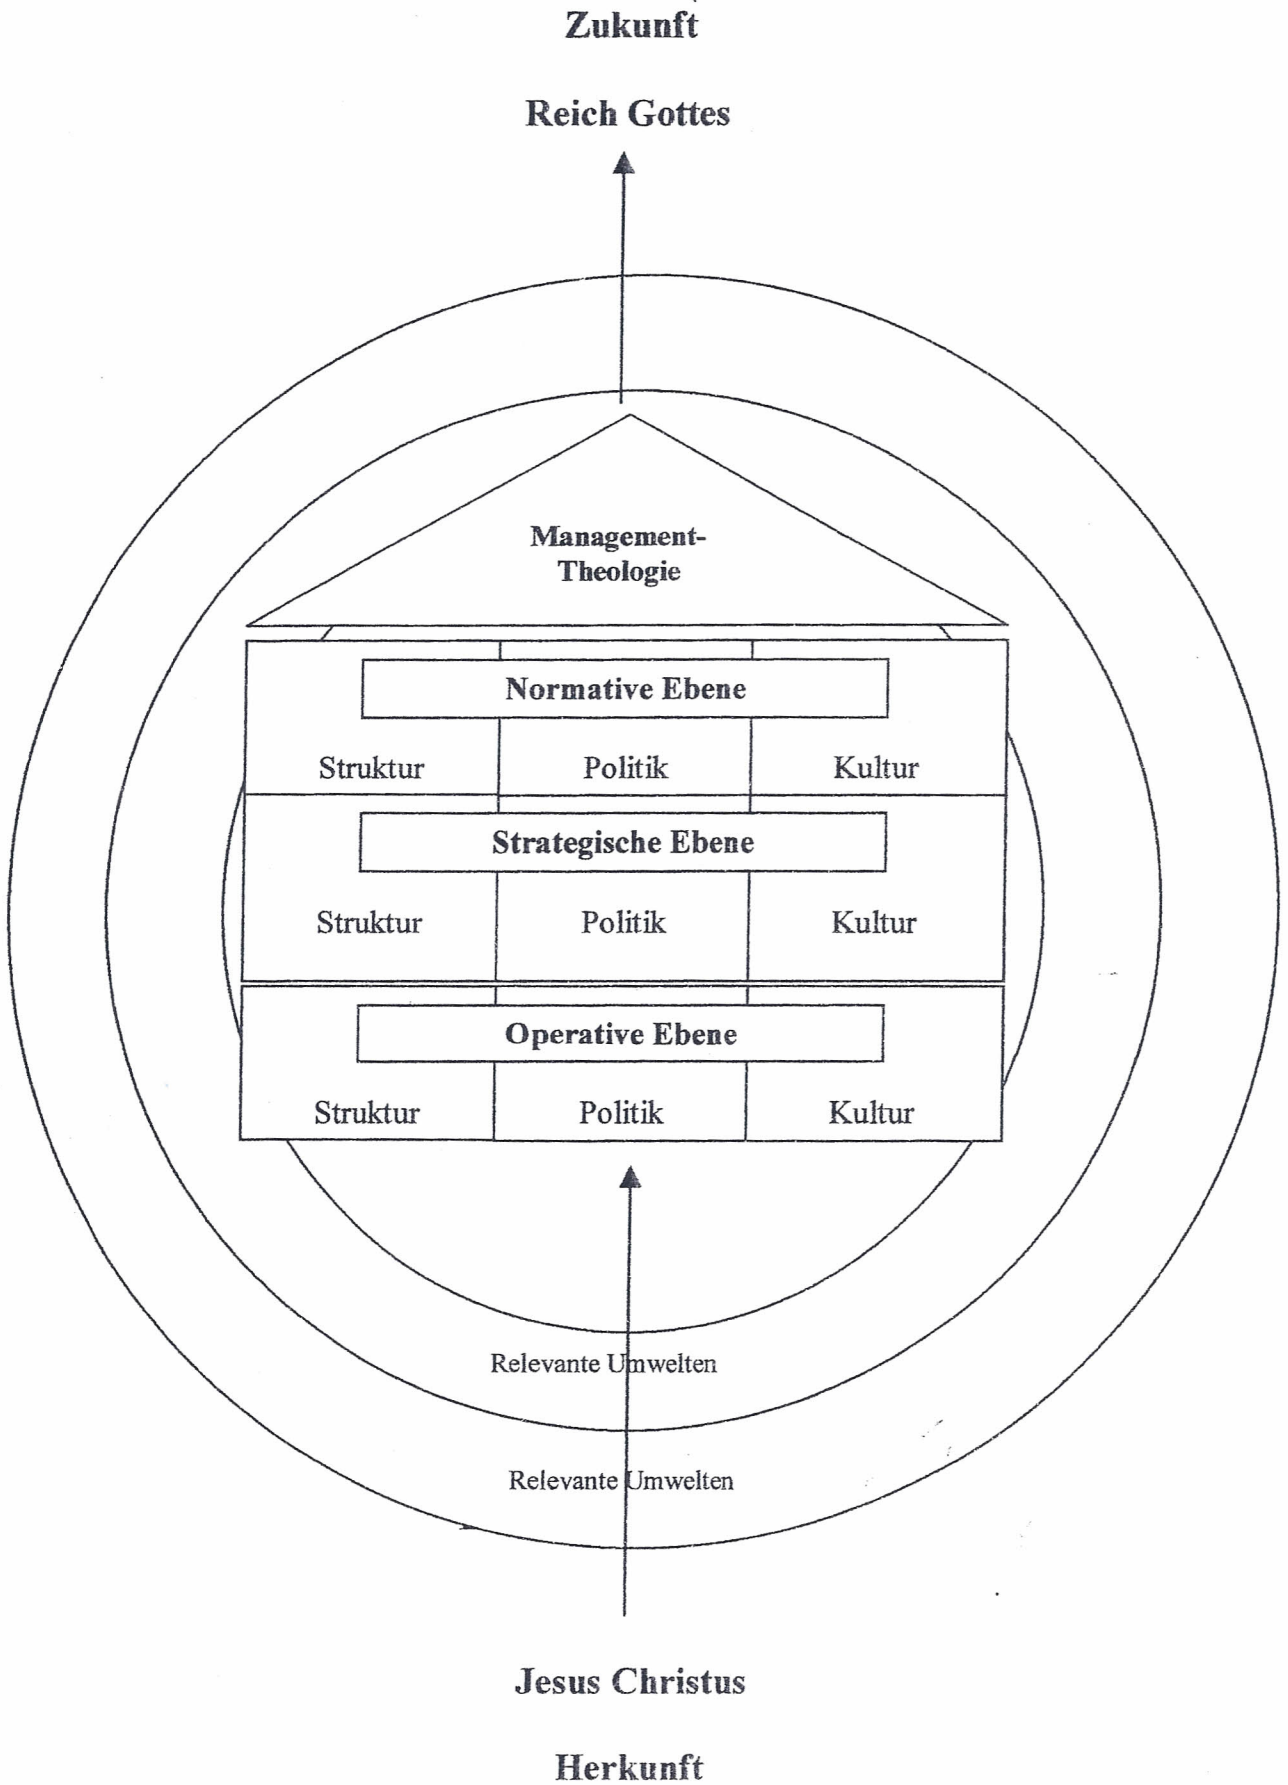 Zukunft
Reich Gottes
Management-
Theologie
Normative Ebene
Struktur Politik Kultur
Strategische Ebene
Struktur Politik Kultur
Operative Ebene
Struktur Politik Kultur
Relevante Umwelten
Relevante Umwelten
Jesus Christus
Herkunft